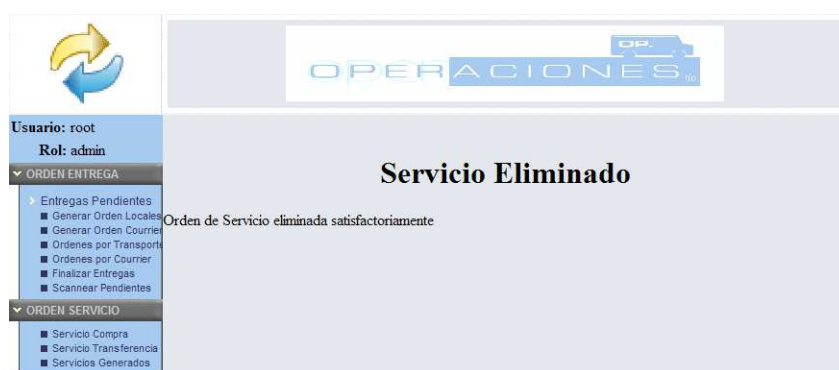 OP.
OPERACIONES
Usuario: root
Rol: admin
ORDEN ENTREGA
Entregas Pendientes
Generar Orden Locales
Generar Orden Courrier
Ordenes por Transporte
Ordenes por Courrier
Finalizar Entregas
Scannear Pendientes
ORDEN SERVICIO
Servicio Compra
Servicio Transferencia
Servicios Generados
Servicio Eliminado
Orden de Servicio eliminada satisfactoriamente